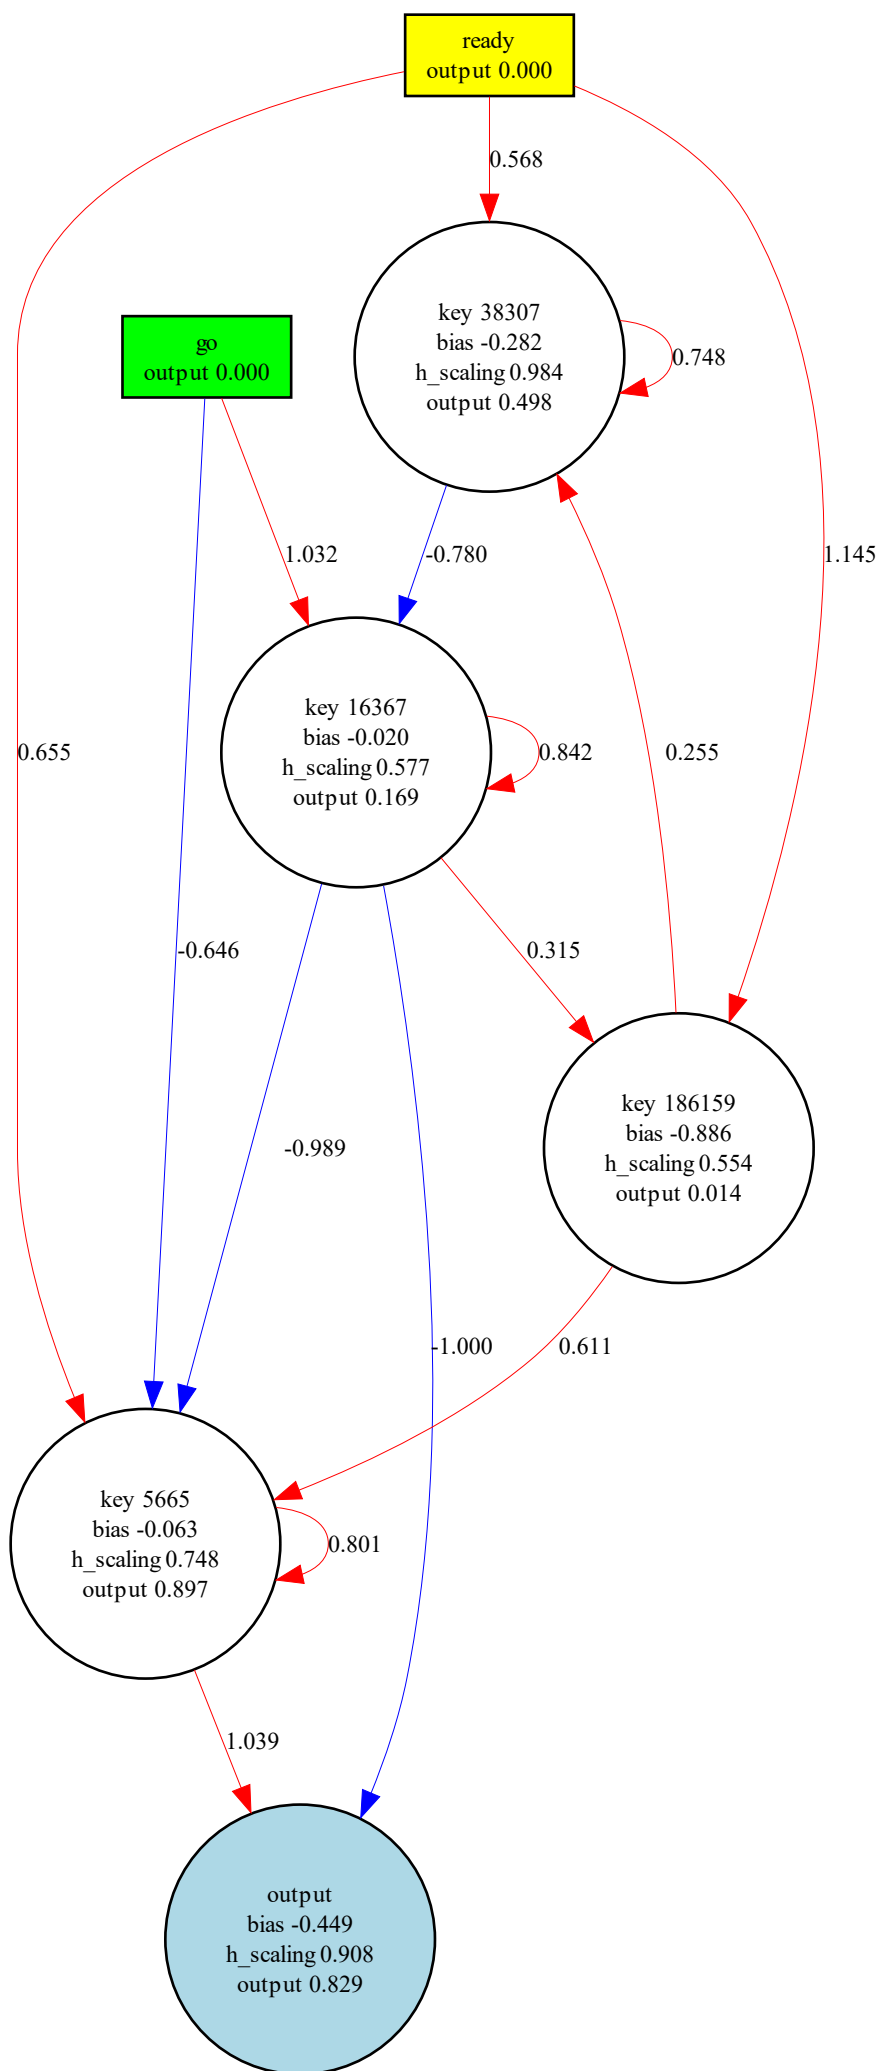 ready
output 0.000
0.568
go
output 0.000
key 38307
bias -0.282
h_scaling 0.984
output 0.498
0.748
1.032
-0.780
1.145
key 16367
bias -0.020
h_scaling 0.577
output 0.169
0.655
0.842
0.255
-0.646
0.315
key 186159
bias -0.886
h_scaling 0.554
output 0.014
-0.989
-1.000
0.611
key 5665
bias -0.063
h_scaling 0.748
output 0.897
0.801
1.039
output
bias -0.449
h_scaling 0.908
output 0.829